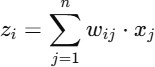 z_i = \sum_{j=1}^{n} w_{ij} \cdot x_j